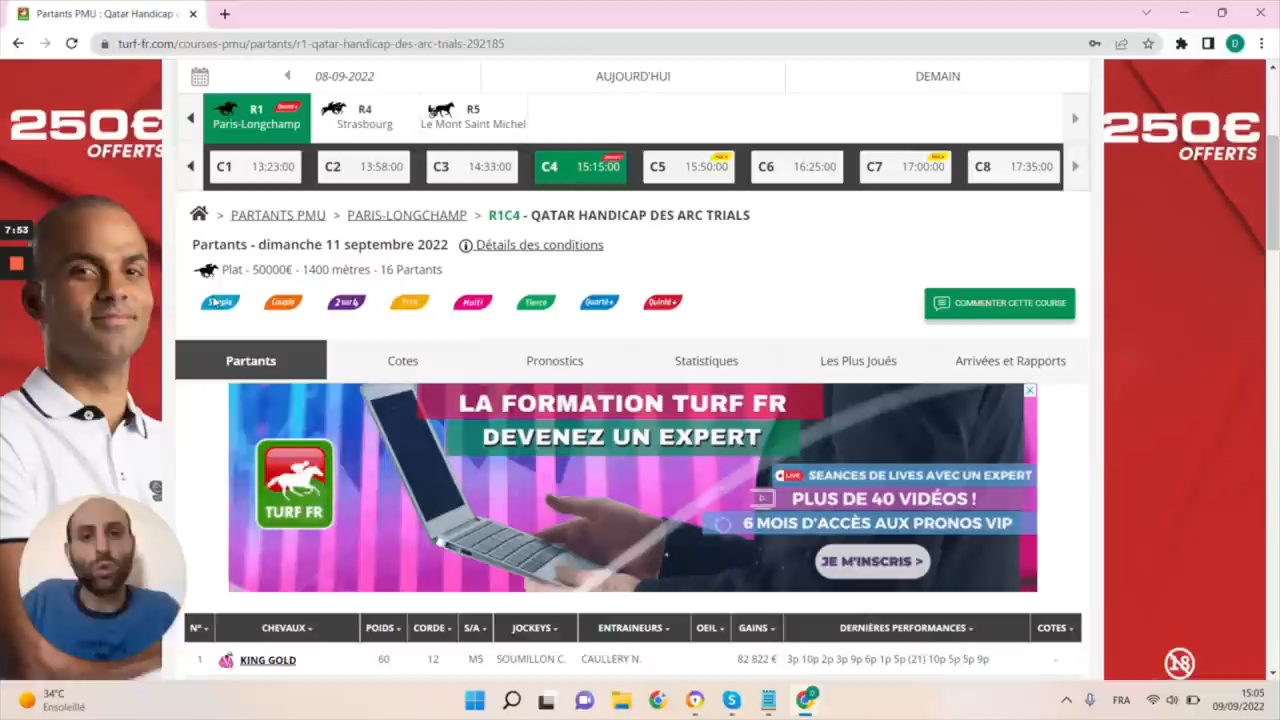 Partants PMU : Qatar Handicap
turf-fr.com/courses-pmu/partants/r1-qatar-handicap-des-arc-trials-292185
D
08-09-2022
AUJOURD'HUI
DEMAIN
R1
Paris-Longchamp
R4
Strasbourg
R5
Le Mont Saint Michel
C1 13:23:00
C2 13:58:00
C3 14:33:00
C4 15:15:00
C5 15:50:00
C6 16:25:00
C7 17:00:00
C8 17:35:00
250€
OFFERTS
250€
OFFERTS
> PARTANTS PMU > PARIS-LONGCHAMP > R1C4 - QATAR HANDICAP DES ARC TRIALS
7:53
Partants - dimanche 11 septembre 2022 Détails des conditions
Plat - 50000€ - 1400 mètres - 16 Partants
Simple
Couplé
2 sur 4
Trio
Multi
Tiercé
Quarté+
Quinté+
COMMENTER CETTE COURSE
Partants
Cotes
Pronostics
Statistiques
Les Plus Joués
Arrivées et Rapports
LA FORMATION TURF FR
DEVENEZ UN EXPERT
LIVE SEANCES DE LIVES AVEC UN EXPERT
PLUS DE 40 VIDÉOS !
6 MOIS D'ACCÈS AUX PRONOS VIP
TURF FR
JE M'INSCRIS >
N° CHEVAUX POIDS CORDE S/A JOCKEYS ENTRAINEURS OEIL GAINS DERNIÈRES PERFORMANCES COTES
1 KING GOLD 60 12 M5 SOUMILLON C. CAULLERY N. 82 822 € 3p 10p 2p 3p 9p 6p 1p 5p (21) 10p 5p 5p 9p -
18
34°C
Ensoleillé
FRA
15:05
09/09/2022